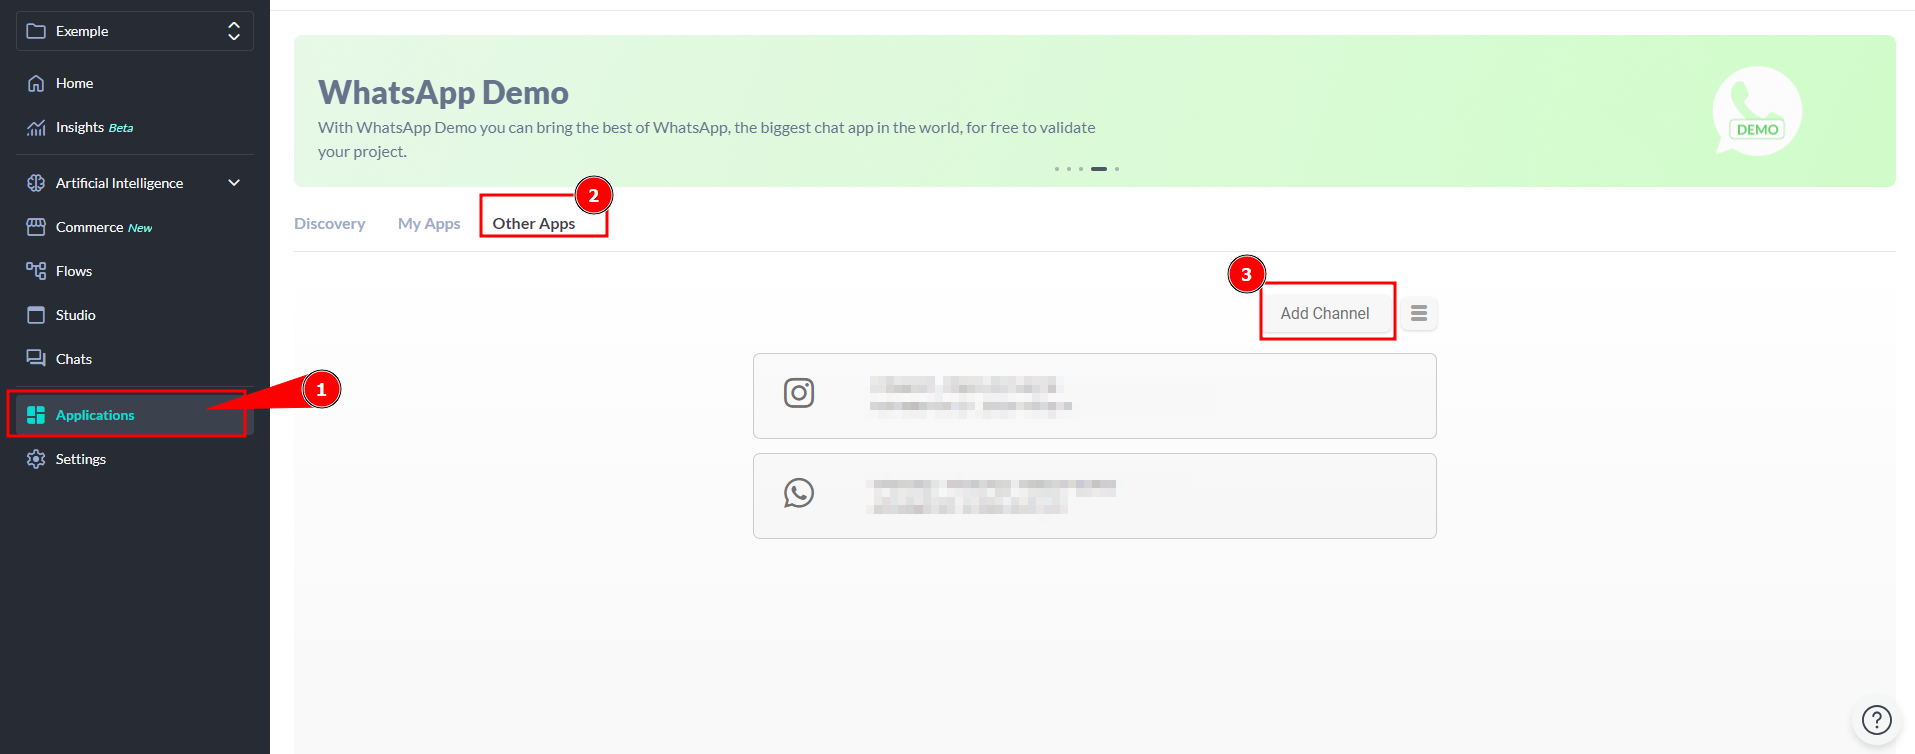 Exemple
Home
Insights Beta
Artificial Intelligence
Commerce New
Flows
Studio
Chats
Applications
1
Settings
WhatsApp Demo
With WhatsApp Demo you can bring the best of WhatsApp, the biggest chat app in the world, for free to validate
your project.
DEMO
2
Discovery
My Apps
Other Apps
3
Add Channel
?